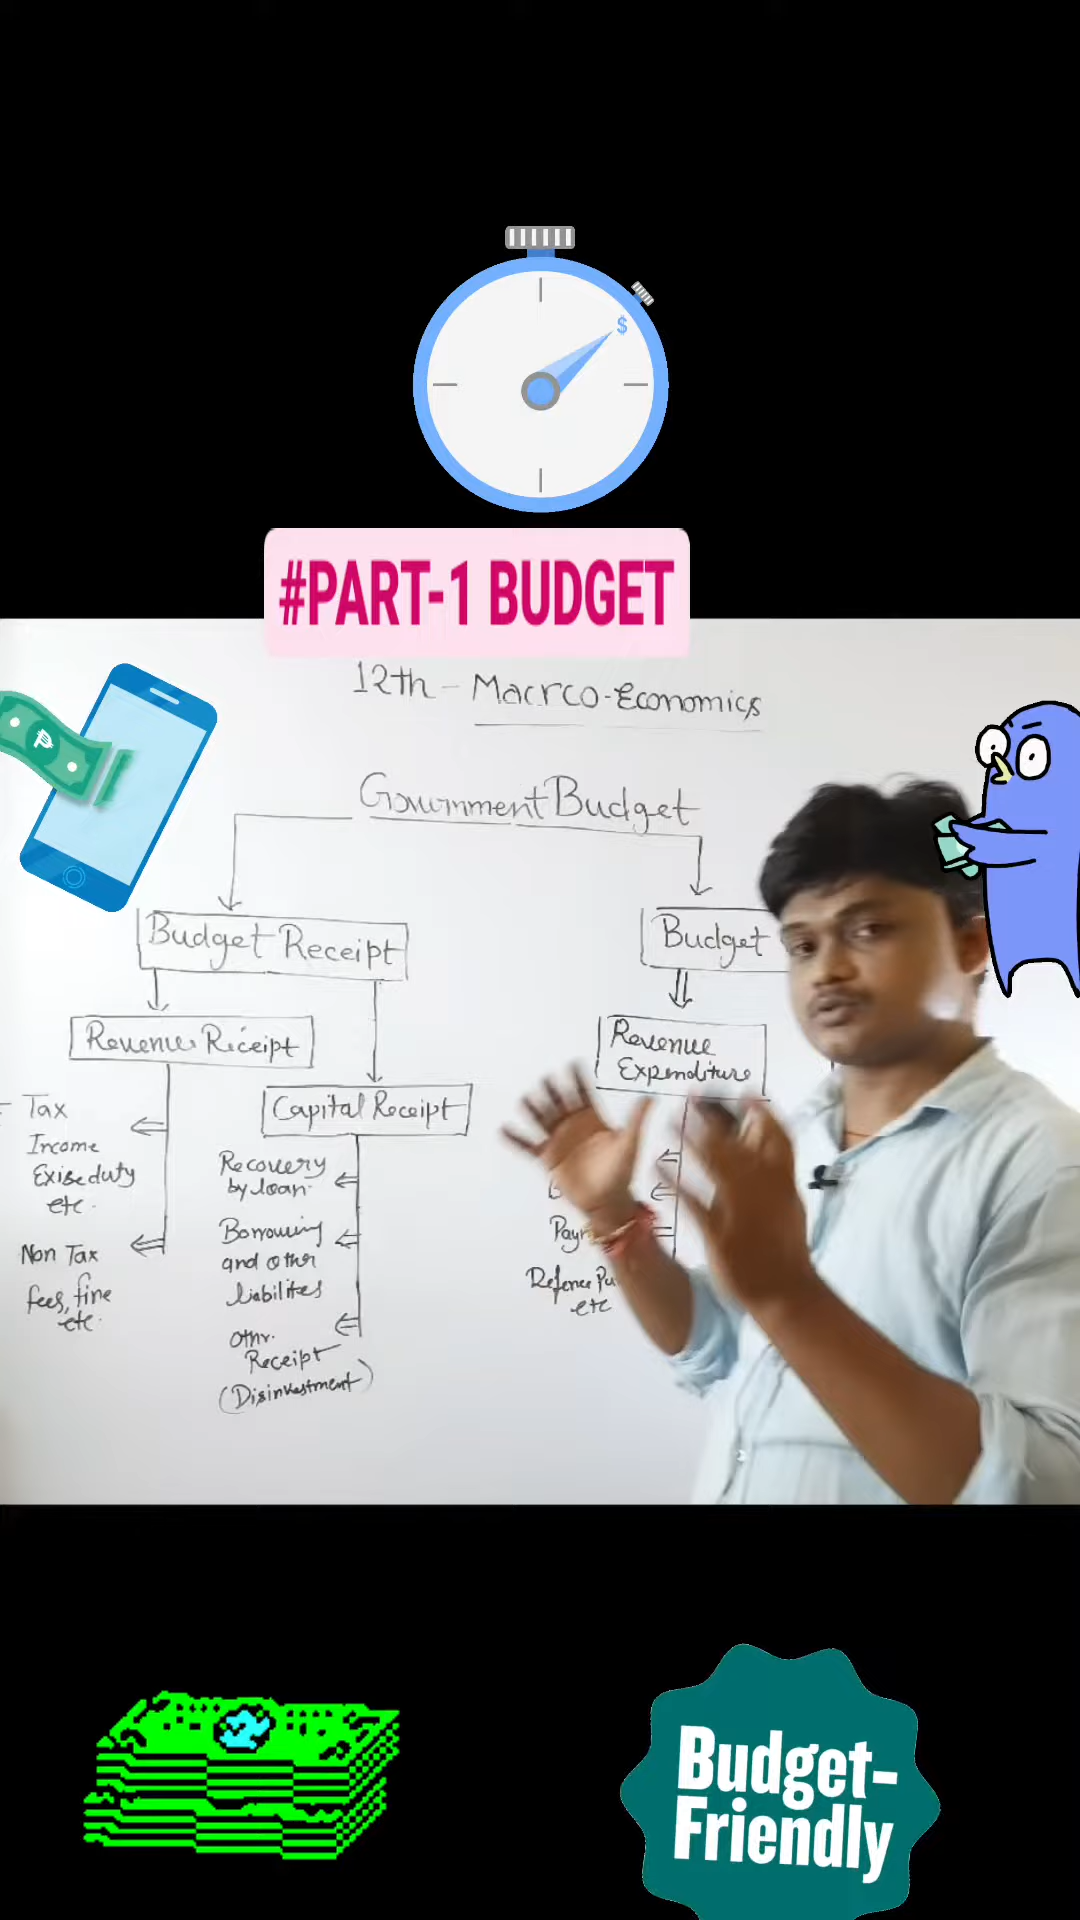 $
#PART-1 BUDGET
12th - Macrco-Economics
Government Budget
Budget Receipt
Budget
Revenue Receipt
Revenue
Expenditure
Capital Receipt
Tax
Income
Exise duty
etc.
Non Tax
fees, fine
etc.
Recovery
by loan.
Borrowing
and other
liabilites
othr.
Receipt
(Disinvestment)
Defence
etc
Budget-
Friendly